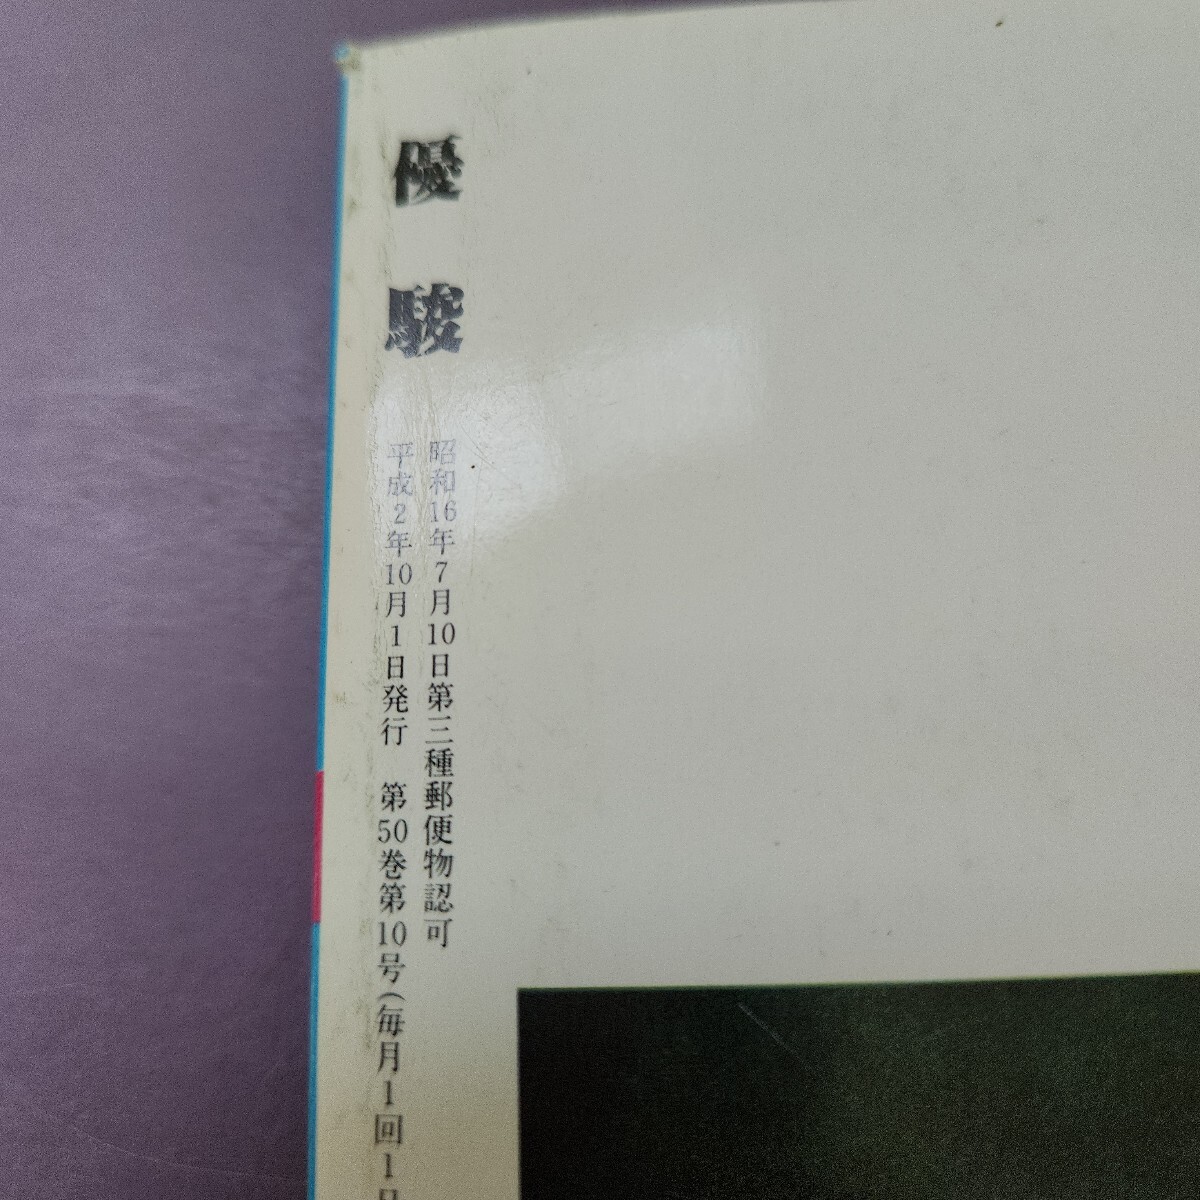 優駿
昭和16年7月10日第三種郵便物認可
平成2年10月1日発行　第50巻第10号(毎月1回1日